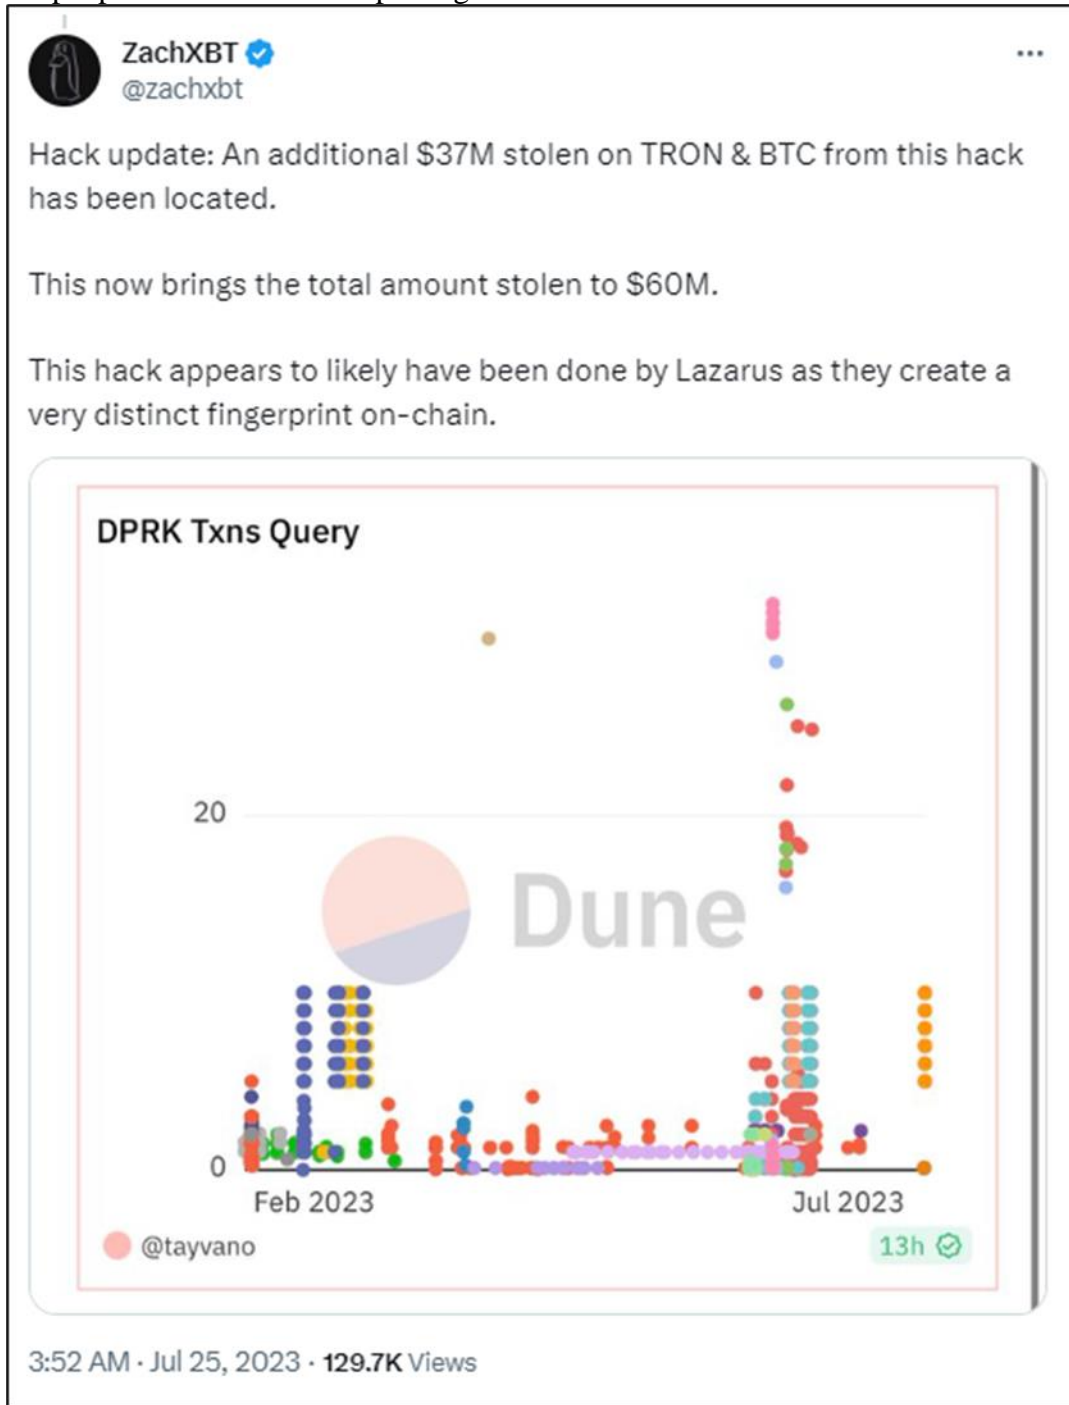 ZachXBT
@zachxbt
Hack update: An additional $37M stolen on TRON & BTC from this hack
has been located.
This now brings the total amount stolen to $60M.
This hack appears to likely have been done by Lazarus as they create a
very distinct fingerprint on-chain.
DPRK Txns Query
20
Dune
0
Feb 2023
Jul 2023
@tayvano
13h
3:52 AM · Jul 25, 2023 · 129.7K Views